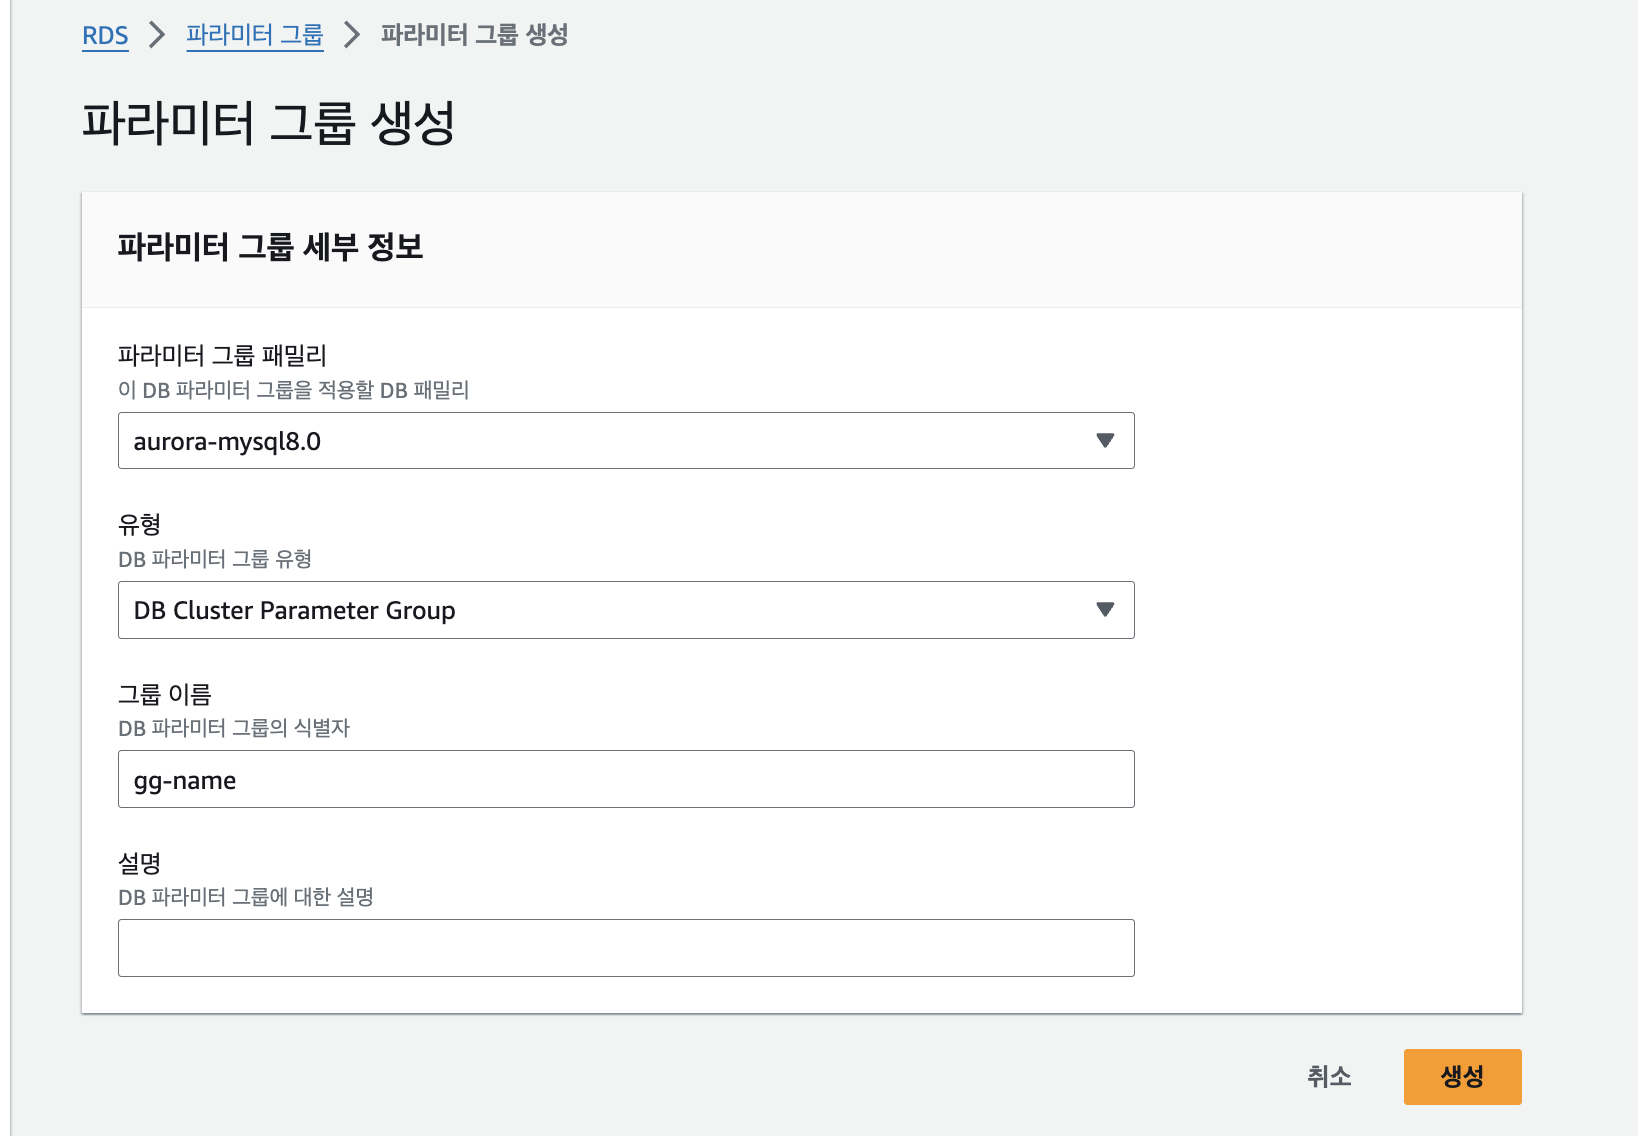 RDS > 파라미터 그룹 > 파라미터 그룹 생성
파라미터 그룹 생성
파라미터 그룹 세부 정보
파라미터 그룹 패밀리
이 DB 파라미터 그룹을 적용할 DB 패밀리
aurora-mysql8.0
유형
DB 파라미터 그룹 유형
DB Cluster Parameter Group
그룹 이름
DB 파라미터 그룹의 식별자
gg-name
설명
DB 파라미터 그룹에 대한 설명
취소 생성